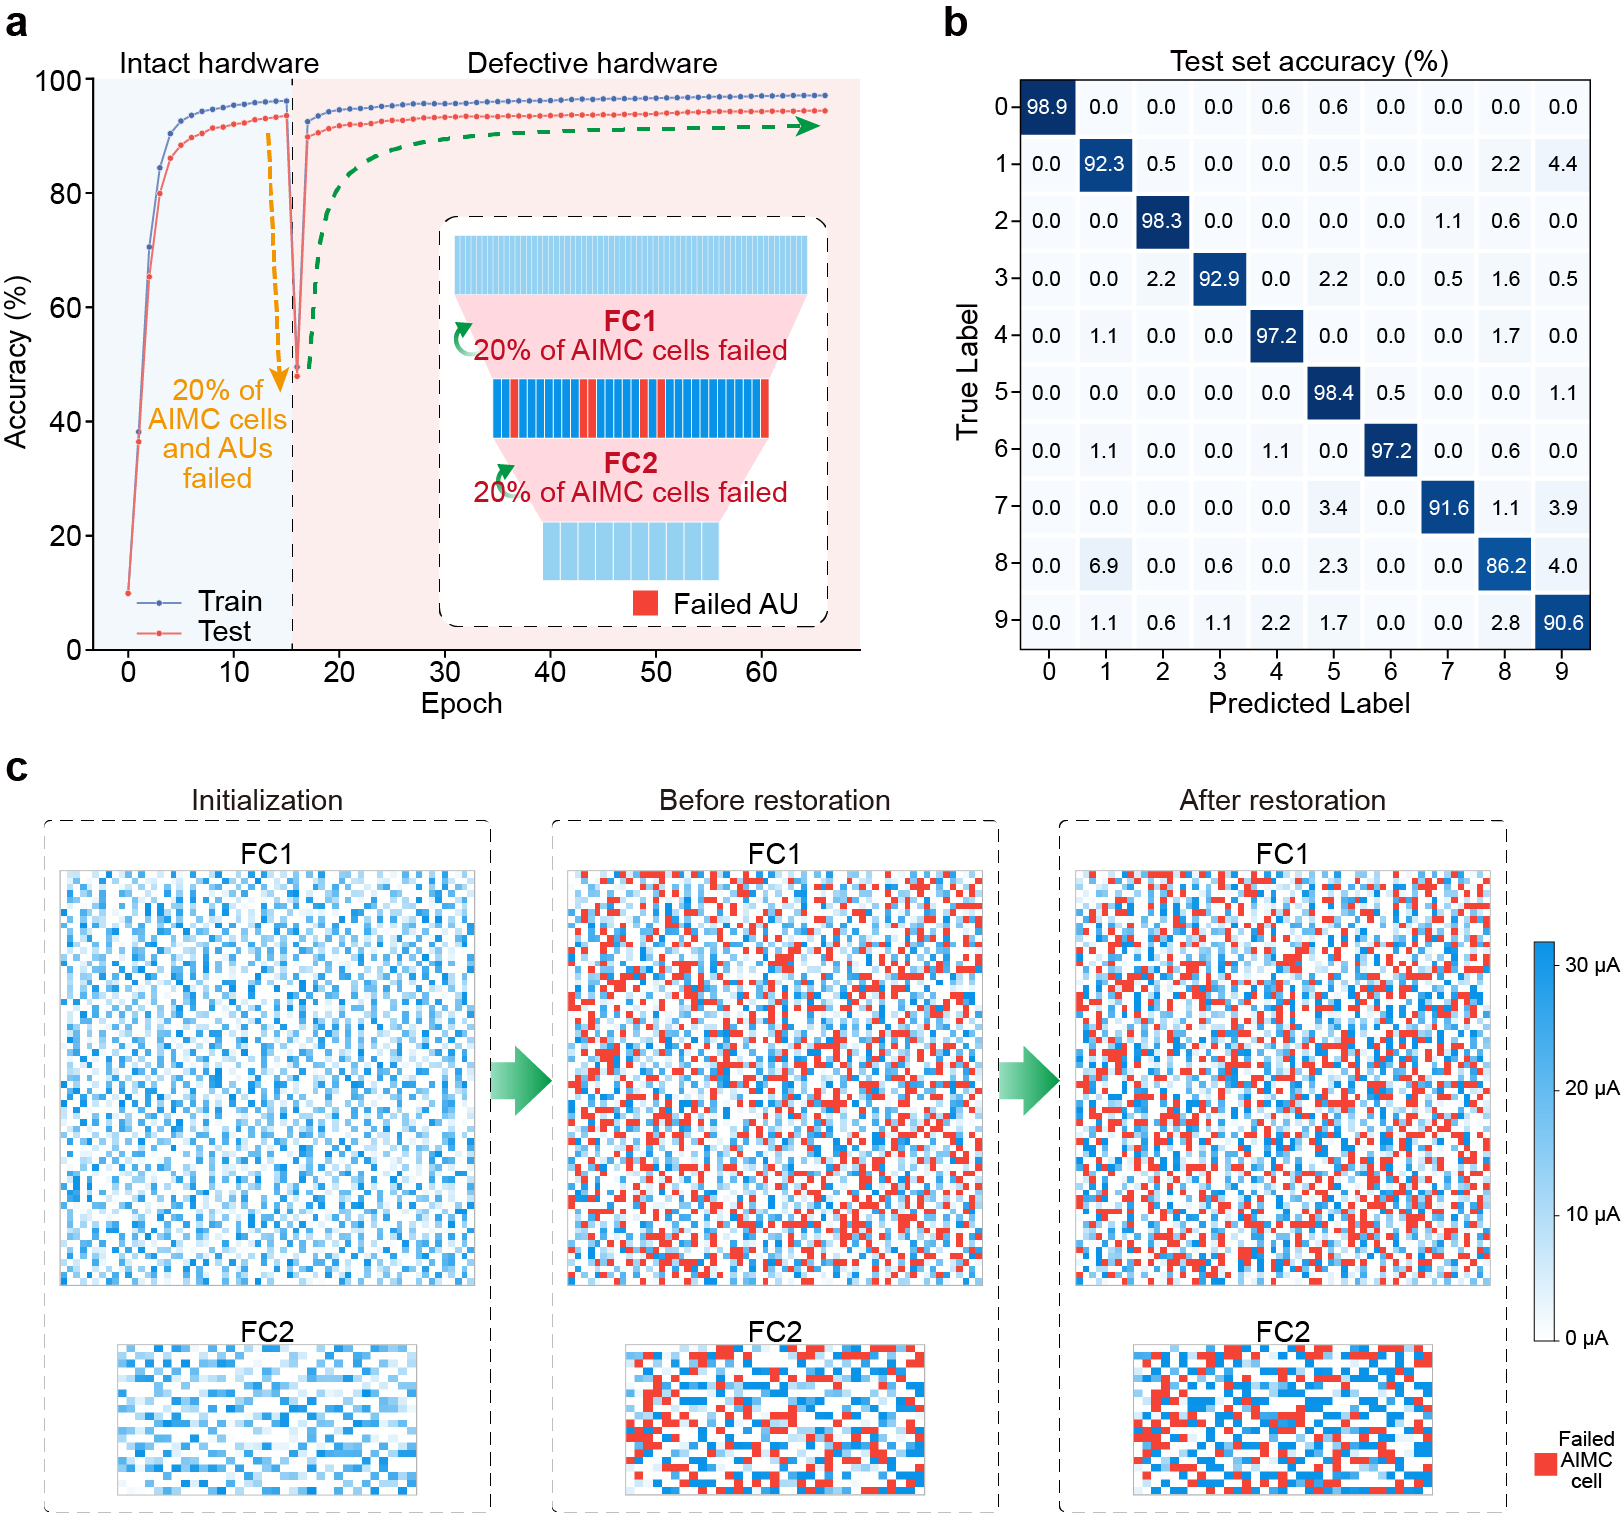 a
Intact hardware
Defective hardware
100
80
60
40
20
0
Accuracy (%)
0
10
20
30
40
50
60
Epoch
20% of
AIMC cells
and AUs
failed
Train
Test
FC1
20% of AIMC cells failed
FC2
20% of AIMC cells failed
Failed AU
b
Test set accuracy (%)
True Label
0 98.9 0.0 0.0 0.0 0.6 0.6 0.0 0.0 0.0 0.0
1 0.0 92.3 0.5 0.0 0.0 0.5 0.0 0.0 2.2 4.4
2 0.0 0.0 98.3 0.0 0.0 0.0 0.0 1.1 0.6 0.0
3 0.0 0.0 2.2 92.9 0.0 2.2 0.0 0.5 1.6 0.5
4 0.0 1.1 0.0 0.0 97.2 0.0 0.0 0.0 1.7 0.0
5 0.0 0.0 0.0 0.0 0.0 98.4 0.5 0.0 0.0 1.1
6 0.0 1.1 0.0 0.0 1.1 0.0 97.2 0.0 0.6 0.0
7 0.0 0.0 0.0 0.0 0.0 3.4 0.0 91.6 1.1 3.9
8 0.0 6.9 0.0 0.6 0.0 2.3 0.0 0.0 86.2 4.0
9 0.0 1.1 0.6 1.1 2.2 1.7 0.0 0.0 2.8 90.6
0 1 2 3 4 5 6 7 8 9
Predicted Label
c
Initialization
Before restoration
After restoration
FC1
FC1
FC1
FC2
FC2
FC2
30 µA
20 µA
10 µA
0 µA
Failed
AIMC
cell